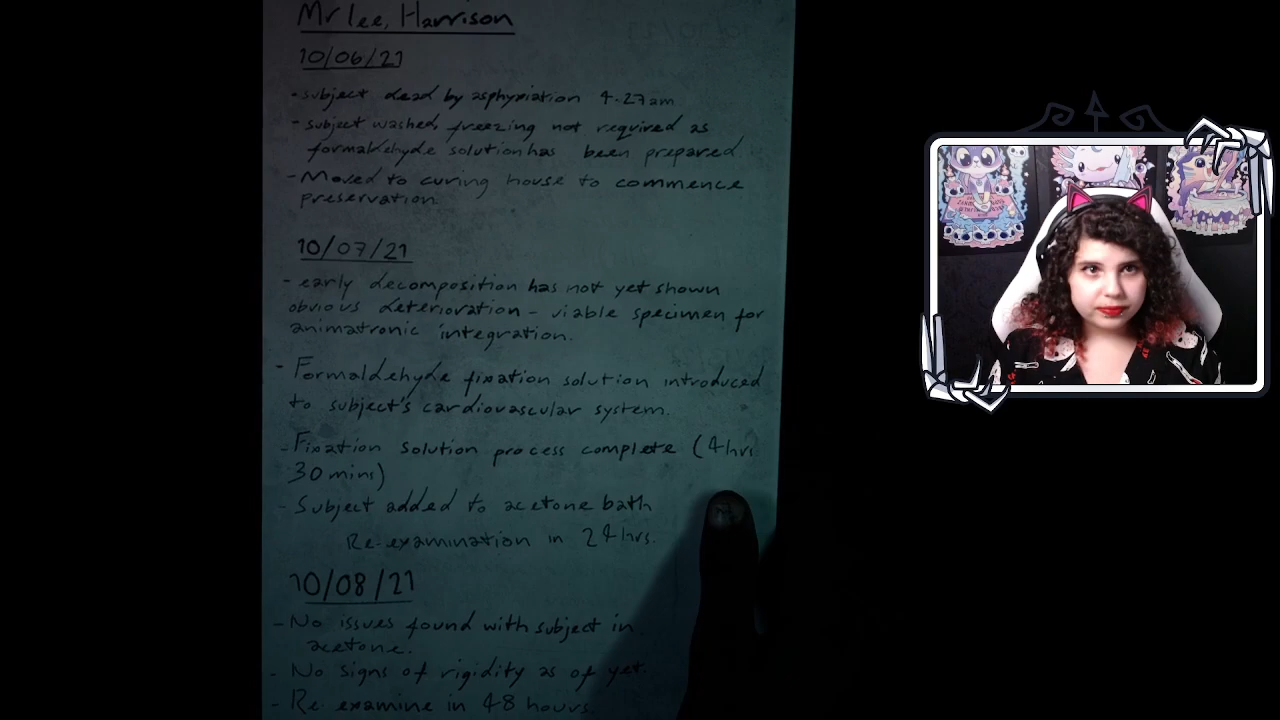 Mr Lee, Harrison
10/06/21
- subject dead by asphyxiation 4.27am
- subject washed, freezing not required as
formaldehyde solution has been prepared
- Moved to curing house to commence
preservation.
10/07/21
- early decomposition has not yet shown
obvious deterioration - viable specimen for
animatronic integration.
- Formaldehyde fixation solution introduced
to subject's cardiovascular system.
- Fixation solution process complete (4hrs
30 mins)
- Subject added to acetone bath
Re-examination in 24hrs.
10/08/21
- No issues found with subject in
acetone.
- No signs of rigidity as of yet
- Re examine in 48 hours.